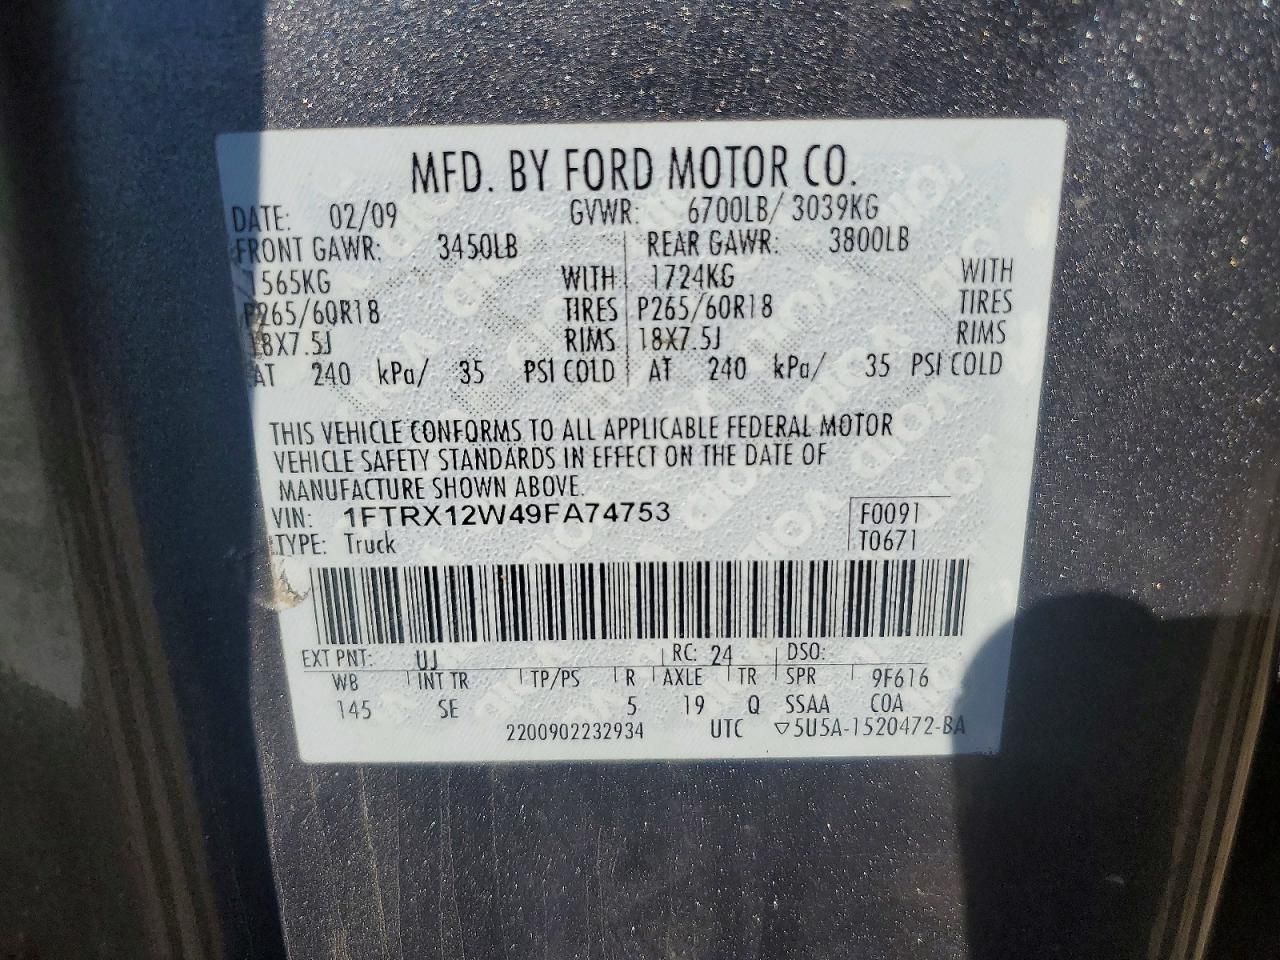 MFD. BY FORD MOTOR CO.
DATE: 02/09 GVWR: 6700LB/ 3039KG
FRONT GAWR: 3450LB REAR GAWR: 3800LB
1565KG WITH 1724KG WITH
P265/60R18 TIRES P265/60R18 TIRES
18X7.5J RIMS 18X7.5J RIMS
AT 240 kPa/ 35 PSI COLD AT 240 kPa/ 35 PSI COLD
THIS VEHICLE CONFORMS TO ALL APPLICABLE FEDERAL MOTOR
VEHICLE SAFETY STANDARDS IN EFFECT ON THE DATE OF
MANUFACTURE SHOWN ABOVE.
VIN: 1FTRX12W49FA74753 F0091
TYPE: Truck T0671
EXT PNT: UJ RC: 24 DSO:
WB INT TR TP/PS R AXLE TR SPR 9F616
145 SE 5 19 Q SSAA COA
2200902232934 UTC ▽5U5A-1520472-BA